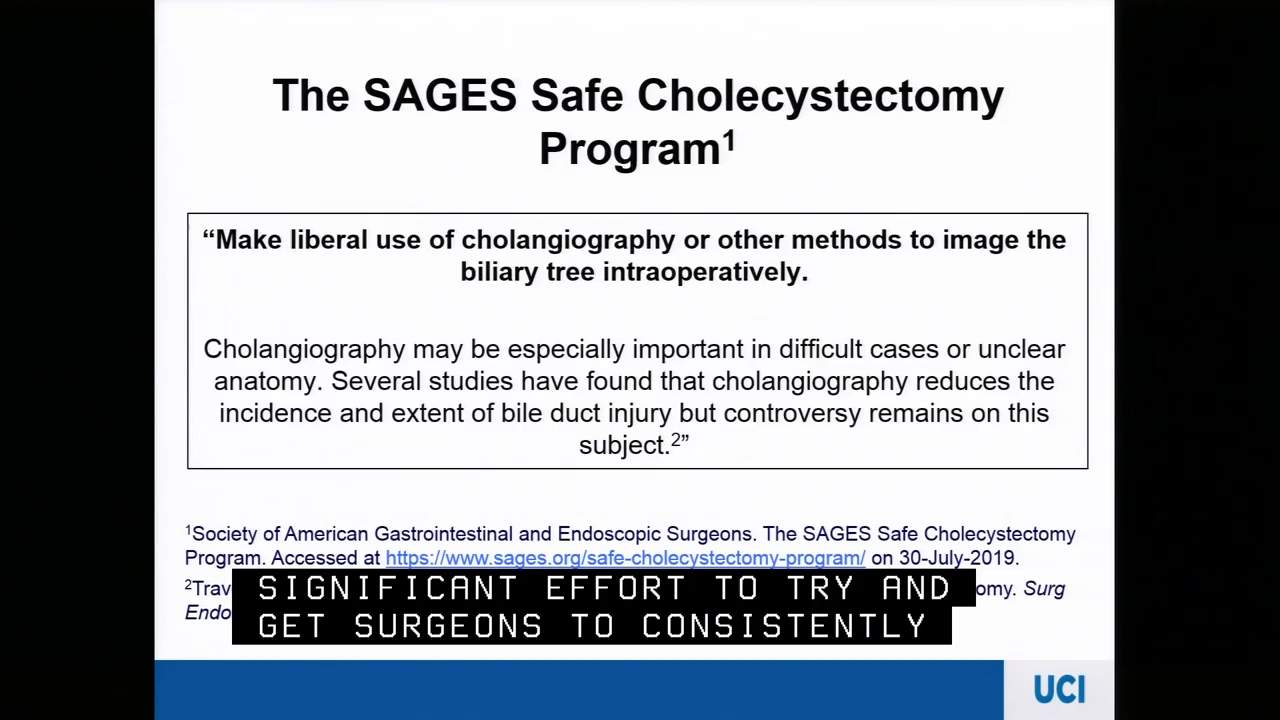 The SAGES Safe Cholecystectomy
Program¹
“Make liberal use of cholangiography or other methods to image the
biliary tree intraoperatively.
Cholangiography may be especially important in difficult cases or unclear
anatomy. Several studies have found that cholangiography reduces the
incidence and extent of bile duct injury but controversy remains on this
subject.²”
¹Society of American Gastrointestinal and Endoscopic Surgeons. The SAGES Safe Cholecystectomy
Program. Accessed at https://www.sages.org/safe-cholecystectomy-program/ on 30-July-2019.
Surg
SIGNIFICANT EFFORT TO TRY AND
GET SURGEONS TO CONSISTENTLY
UCI